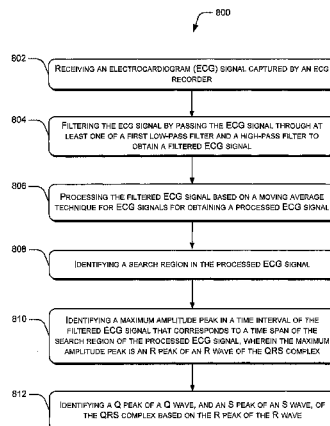 800
802
RECEIVING AN ELECTROCARDIOGRAM (ECG) SIGNAL CAPTURED BY AN ECG
RECORDER
804
FILTERING THE ECG SIGNAL BY PASSING THE ECG SIGNAL THROUGH AT
LEAST ONE OF A FIRST LOW-PASS FILTER AND A HIGH-PASS FILTER TO
OBTAIN A FILTERED ECG SIGNAL
806
PROCESSING THE FILTERED ECG SIGNAL BASED ON A MOVING AVERAGE
TECHNIQUE FOR ECG SIGNALS FOR OBTAINING A PROCESSED ECG SIGNAL
808
IDENTIFYING A SEARCH REGION IN THE PROCESSED ECG SIGNAL
810
IDENTIFYING A MAXIMUM AMPLITUDE PEAK IN A TIME INTERVAL OF THE
FILTERED ECG SIGNAL THAT CORRESPONDS TO A TIME SPAN OF THE
SEARCH REGION OF THE PROCESSED ECG SIGNAL, WHEREIN THE MAXIMUM
AMPLITUDE PEAK IS AN R PEAK OF AN R WAVE OF THE QRS COMPLEX
812
IDENTIFYING A Q PEAK OF A Q WAVE, AND AN S PEAK OF AN S WAVE, OF
THE QRS COMPLEX BASED ON THE R PEAK OF THE R WAVE